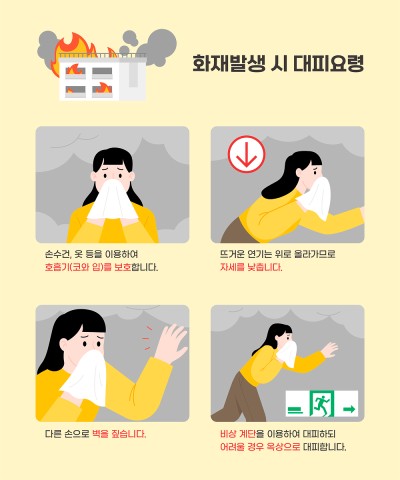 화재발생 시 대피요령
손수건, 옷 등을 이용하여
호흡기(코와 입)를 보호합니다.
뜨거운 연기는 위로 올라가므로
자세를 낮춥니다.
다른 손으로 벽을 짚습니다.
비상 계단을 이용하여 대피하되
어려울 경우 옥상으로 대피합니다.